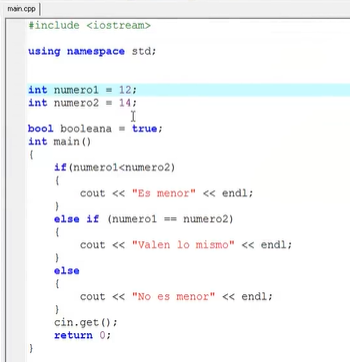 main.cpp
#include <iostream>
using namespace std;
int numero1 = 12;
int numero2 = 14;
bool booleana = true;
int main()
{
if(numero1<numero2)
{
cout << "Es menor" << endl;
}
else if (numero1 == numero2)
{
cout << "Valen lo mismo" << endl;
}
else
{
cout << "No es menor" << endl;
}
cin.get();
return 0;
}